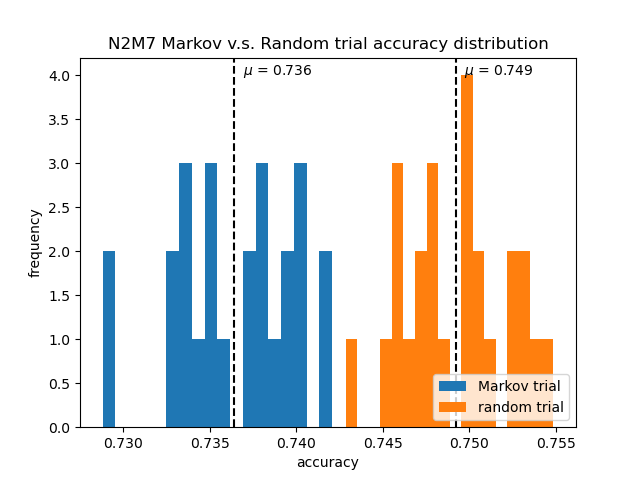 N2M7 Markov v.s. Random trial accuracy distribution
μ = 0.736
μ = 0.749
4.0
3.5
3.0
2.5
2.0
1.5
1.0
0.5
0.0
frequency
0.730
0.735
0.740
0.745
0.750
0.755
accuracy
Markov trial
random trial